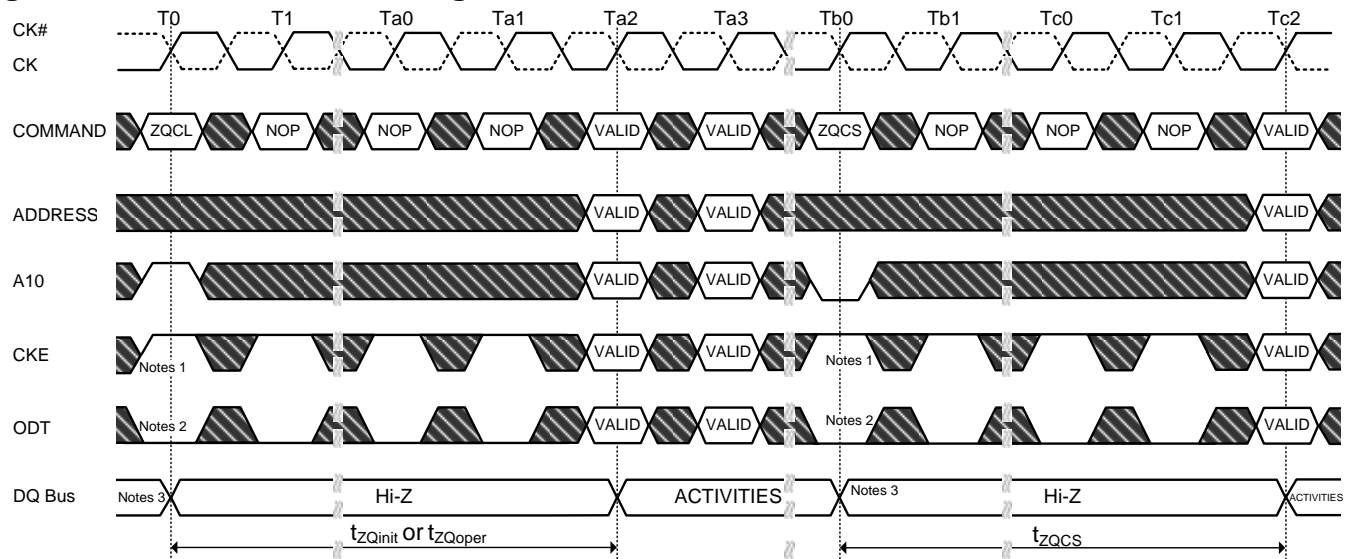 T0 T1 Ta0 Ta1 Ta2 Ta3 Tb0 Tb1 Tc0 Tc1 Tc2
CK#
CK
COMMAND ZQCL NOP NOP NOP VALID VALID ZQCS NOP NOP NOP VALID
ADDRESS VALID VALID VALID
A10 VALID VALID VALID
CKE Notes 1 VALID VALID Notes 1 VALID
ODT Notes 2 VALID VALID Notes 2 VALID
DQ Bus Notes 3 Hi-Z ACTIVITIES Notes 3 Hi-Z ACTIVITIES
tZQinit or tZQoper tZQCS